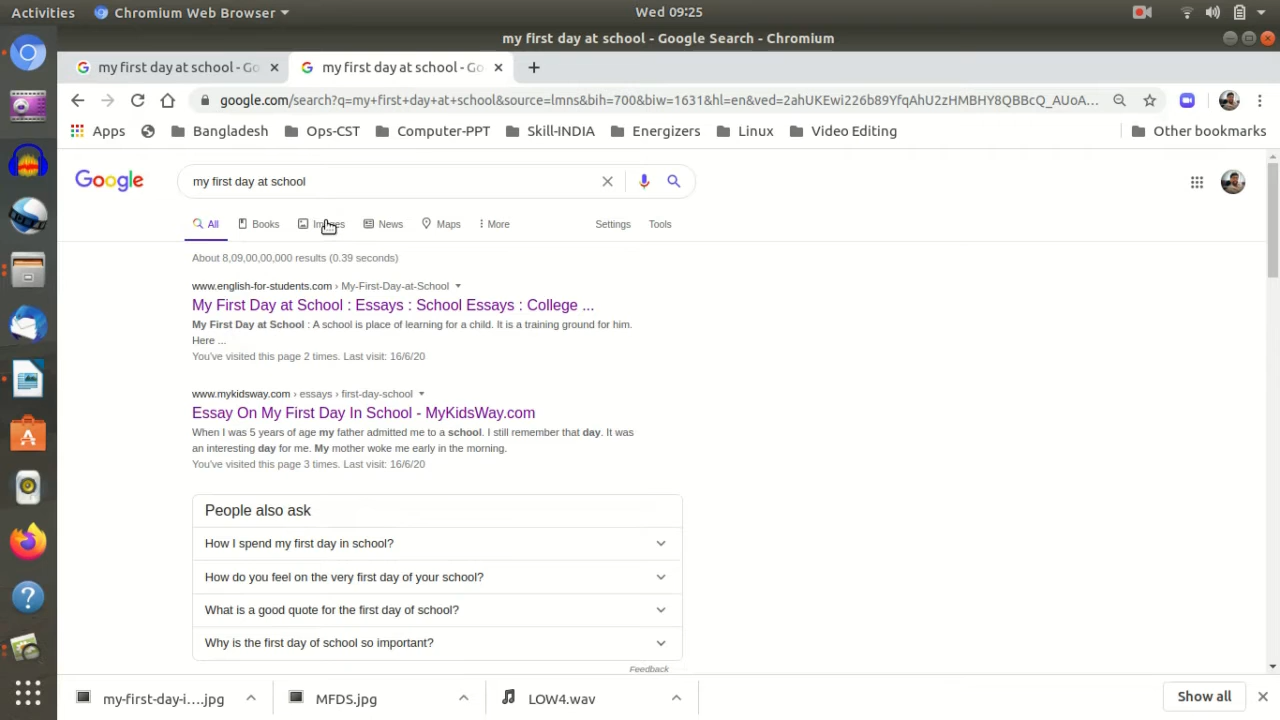 Activities
Chromium Web Browser
Wed 09:25
my first day at school - Google Search - Chromium
my first day at school - Go
my first day at school - Go
google.com/search?q=my+first+day+at+school&source=lmns&bih=700&biw=1631&hl=en&ved=2ahUKEwi226b89YfqAhU2zHMBHY8QBBcQ_AUoA...
Apps
Bangladesh
Ops-CST
Computer-PPT
Skill-INDIA
Energizers
Linux
Video Editing
Other bookmarks
Google
my first day at school
All
Books
Images
News
Maps
More
Settings
Tools
About 8,09,00,00,000 results (0.39 seconds)
www.english-for-students.com › My-First-Day-at-School
My First Day at School : Essays : School Essays : College ...
My First Day at School : A school is place of learning for a child. It is a training ground for him.
Here ...
You've visited this page 2 times. Last visit: 16/6/20
www.mykidsway.com › essays › first-day-school
Essay On My First Day In School - MyKidsWay.com
When I was 5 years of age my father admitted me to a school. I still remember that day. It was
an interesting day for me. My mother woke me early in the morning.
You've visited this page 3 times. Last visit: 16/6/20
People also ask
How I spend my first day in school?
How do you feel on the very first day of your school?
What is a good quote for the first day of school?
Why is the first day of school so important?
Feedback
my-first-day-i....jpg
MFDS.jpg
LOW4.wav
Show all